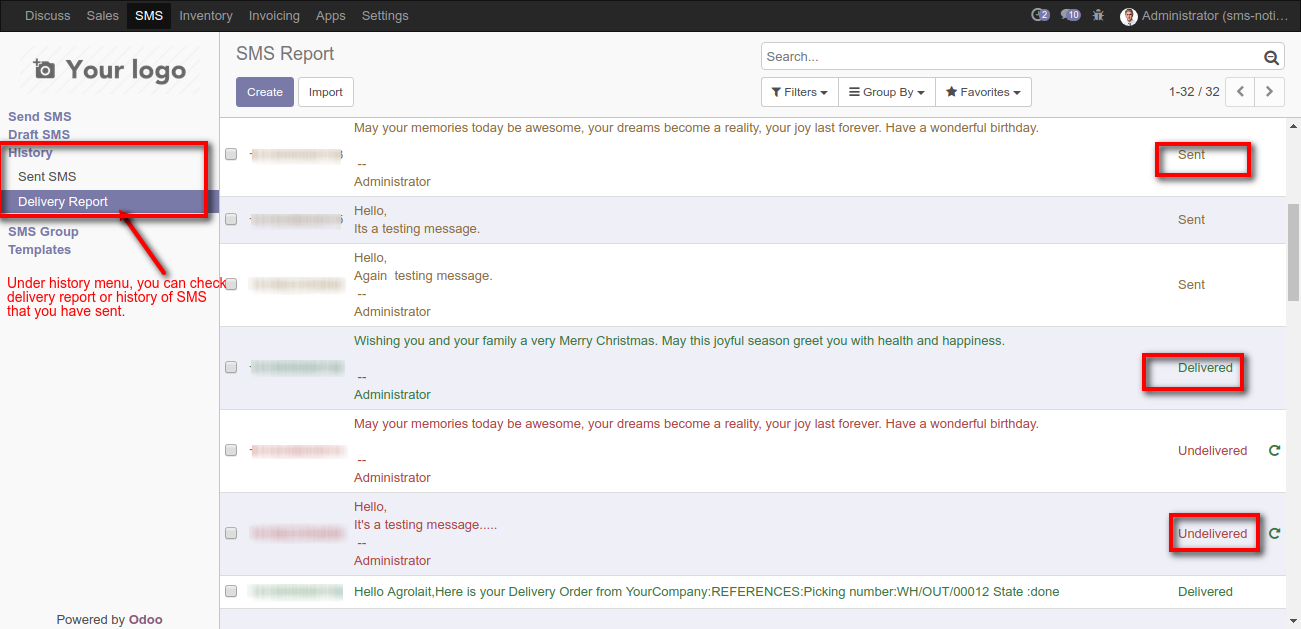 Discuss Sales SMS Inventory Invoicing Apps Settings 2 10 Administrator (sms-noti...
Your logo
Send SMS
Draft SMS
History
Sent SMS
Delivery Report
SMS Group
Templates
Under history menu, you can check
delivery report or history of SMS
that you have sent.
Powered by Odoo
SMS Report
Search...
Create Import
Filters Group By Favorites 1-32 / 32
May your memories today be awesome, your dreams become a reality, your joy last forever. Have a wonderful birthday.
--
Administrator
Sent
Hello,
Its a testing message.
Sent
Hello,
Again  testing message.
--
Administrator
Sent
Wishing you and your family a very Merry Christmas. May this joyful season greet you with health and happiness.
--
Administrator
Delivered
May your memories today be awesome, your dreams become a reality, your joy last forever. Have a wonderful birthday.
--
Administrator
Undelivered
Hello,
It's a testing message.....
--
Administrator
Undelivered
Hello Agrolait,Here is your Delivery Order from YourCompany:REFERENCES:Picking number:WH/OUT/00012 State :done
Delivered